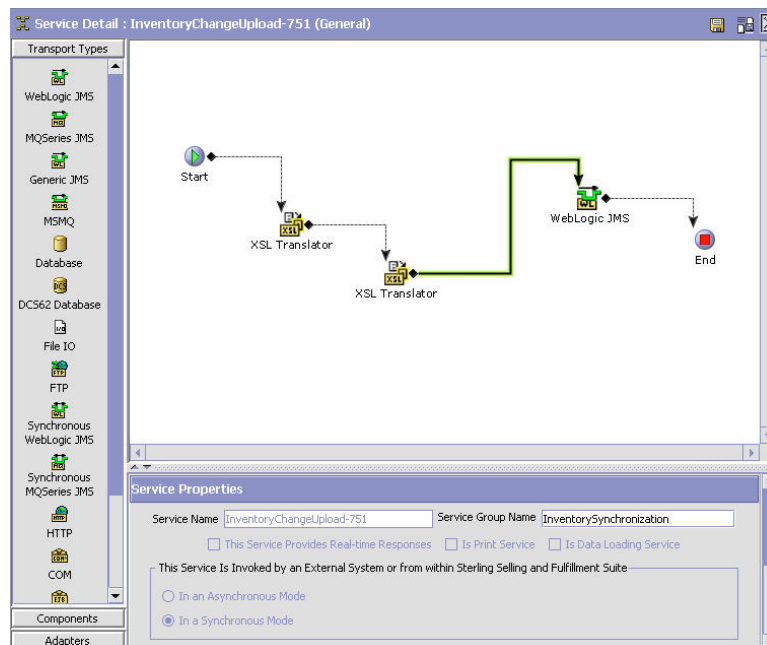 Service Detail : InventoryChangeUpload-751 (General)
Transport Types
WebLogic JMS
MQSeries JMS
Generic JMS
MSMQ
Database
DCS62 Database
File IO
FTP
Synchronous
WebLogic JMS
Synchronous
MQSeries JMS
HTTP
COM
Components
Adapters
Start
XSL Translator
XSL Translator
WebLogic JMS
End
Service Properties
Service Name InventoryChangeUpload-751 Service Group Name InventorySynchronization
This Service Provides Real-time Responses Is Print Service Is Data Loading Service
This Service Is Invoked by an External System or from within Sterling Selling and Fulfillment Suite
In an Asynchronous Mode
In a Synchronous Mode